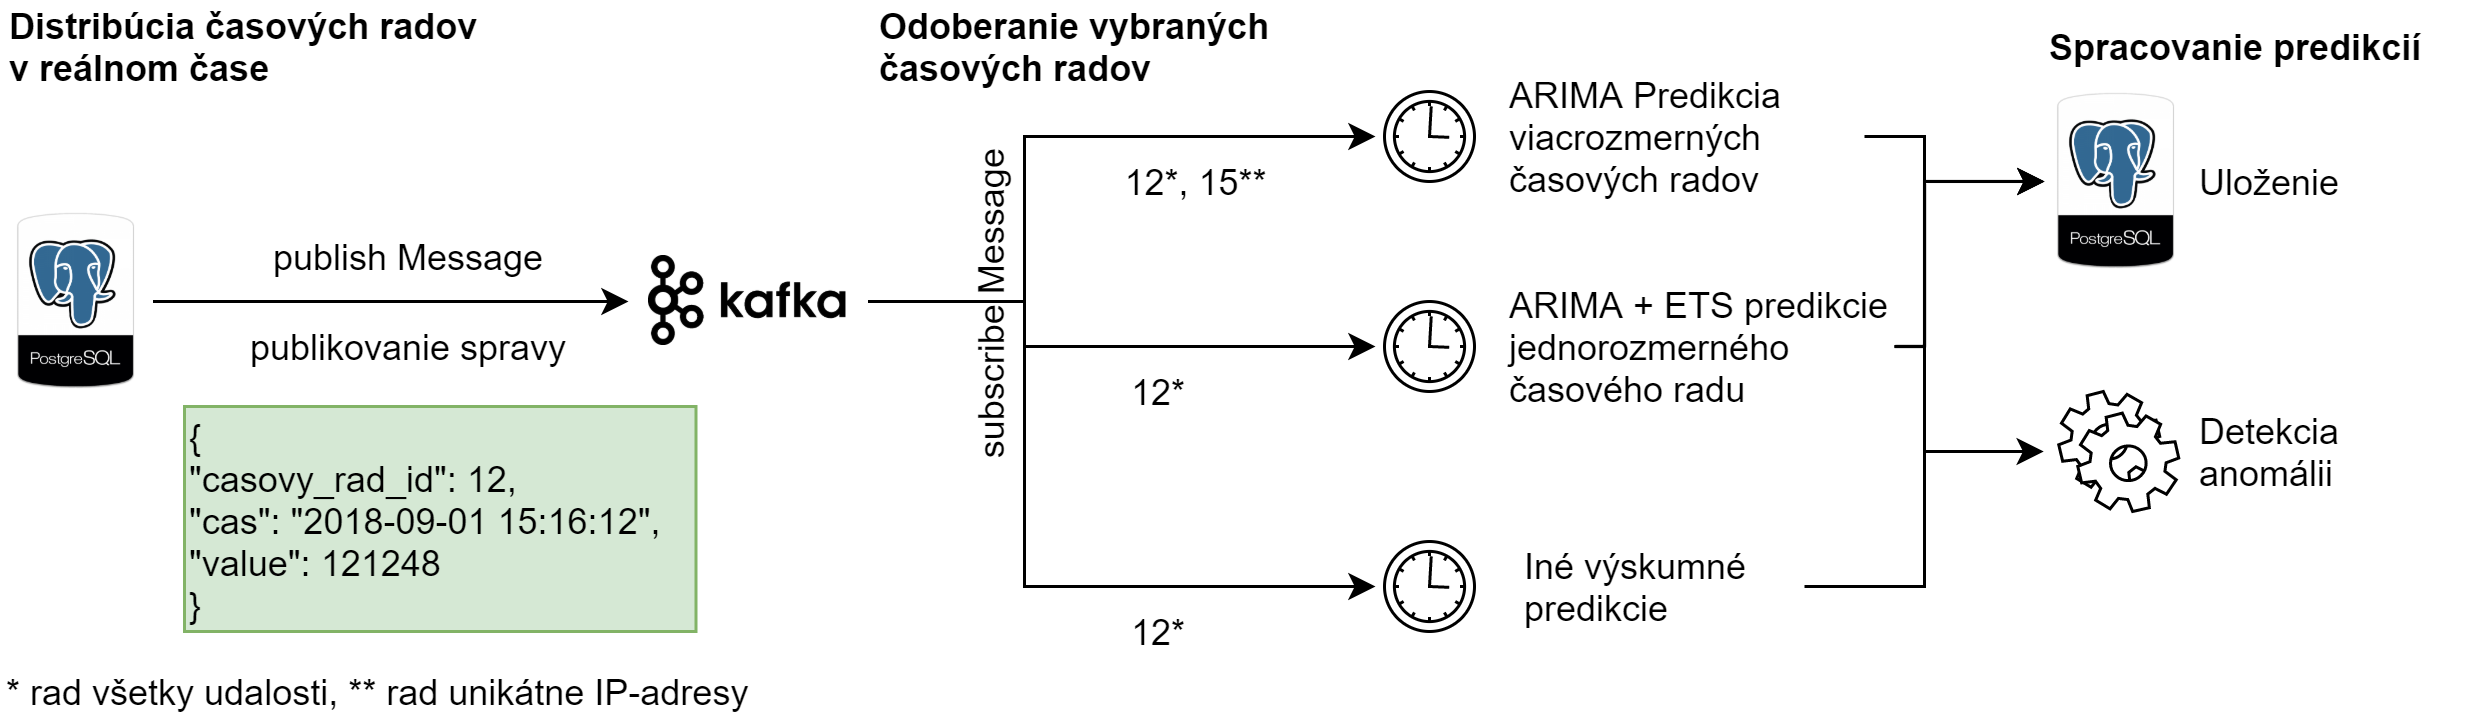 Distribúcia časových radov
v reálnom čase
PostgreSQL
publish Message
publikovanie spravy
kafka
{
"casovy_rad_id": 12,
"cas": "2018-09-01 15:16:12",
"value": 121248
}
Odoberanie vybraných
časových radov
subscribe Message
12*, 15**
ARIMA Predikcia
viacrozmerných
časových radov
12*
ARIMA + ETS predikcie
jednorozmerného
časového radu
12*
Iné výskumné
predikcie
Spracovanie predikcií
PostgreSQL
Uloženie
Detekcia
anomálii
* rad všetky udalosti, ** rad unikátne IP-adresy